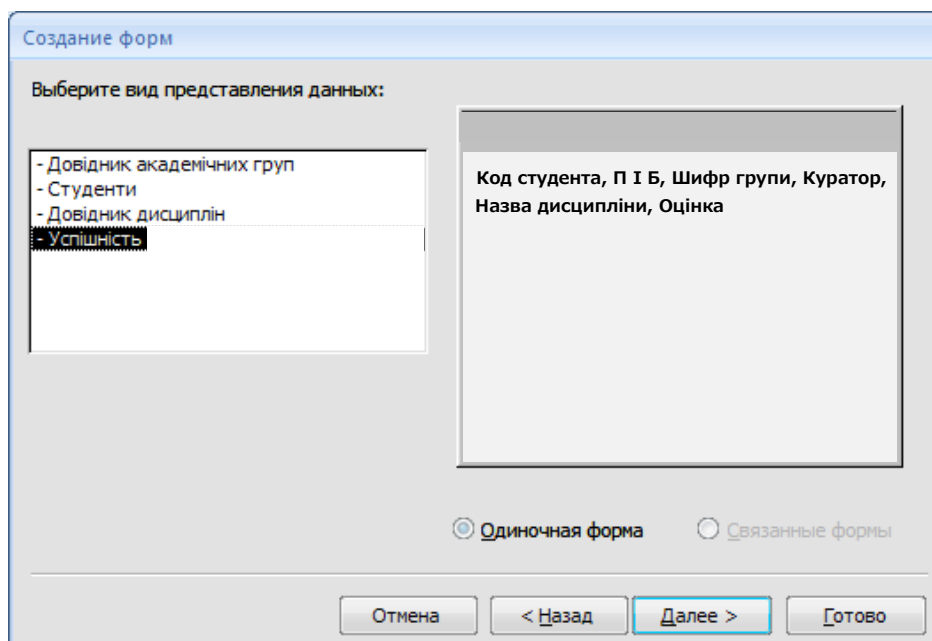 Создание форм
Выберите вид представления данных:
- Довідник академічних груп
- Студенти
- Довідник дисциплін
- Успішність
Код студента, П І Б, Шифр групи, Куратор,
Назва дисципліни, Оцінка
Одиночная форма
Связанные формы
Отмена
< Назад
Далее >
Готово